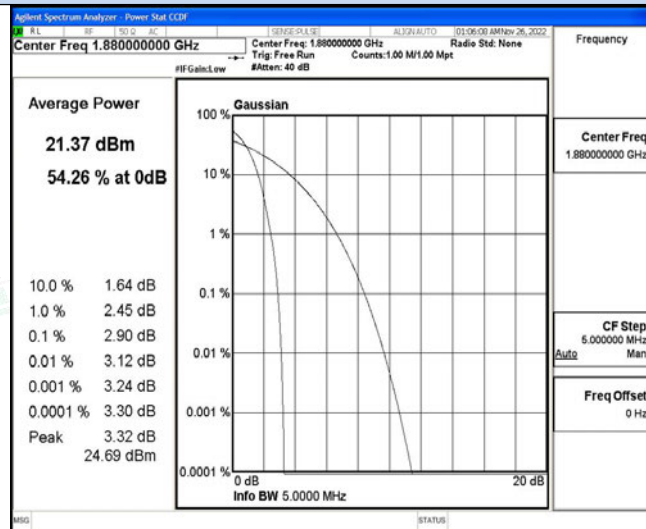 Agilent Spectrum Analyzer - Power Stat CCDF
RL RF 50 Ω AC SENSE:PULSE ALIGN AUTO 01:06:08 AM Nov 26, 2022
Center Freq 1.880000000 GHz
Center Freq: 1.880000000 GHz Radio Std: None
Trig: Free Run Counts:1.00 M/1.00 Mpt
#IFGain:Low #Atten: 40 dB
Frequency
Average Power
21.37 dBm
54.26 % at 0dB
10.0 % 1.64 dB
1.0 % 2.45 dB
0.1 % 2.90 dB
0.01 % 3.12 dB
0.001 % 3.24 dB
0.0001 % 3.30 dB
Peak 3.32 dB
24.69 dBm
Gaussian
100 %
10 %
1 %
0.1 %
0.01 %
0.001 %
0.0001 %
0 dB 20 dB
Info BW 5.0000 MHz
Center Freq
1.880000000 GHz
CF Step
5.000000 MHz
Auto Man
Freq Offset
0 Hz
MSG STATUS